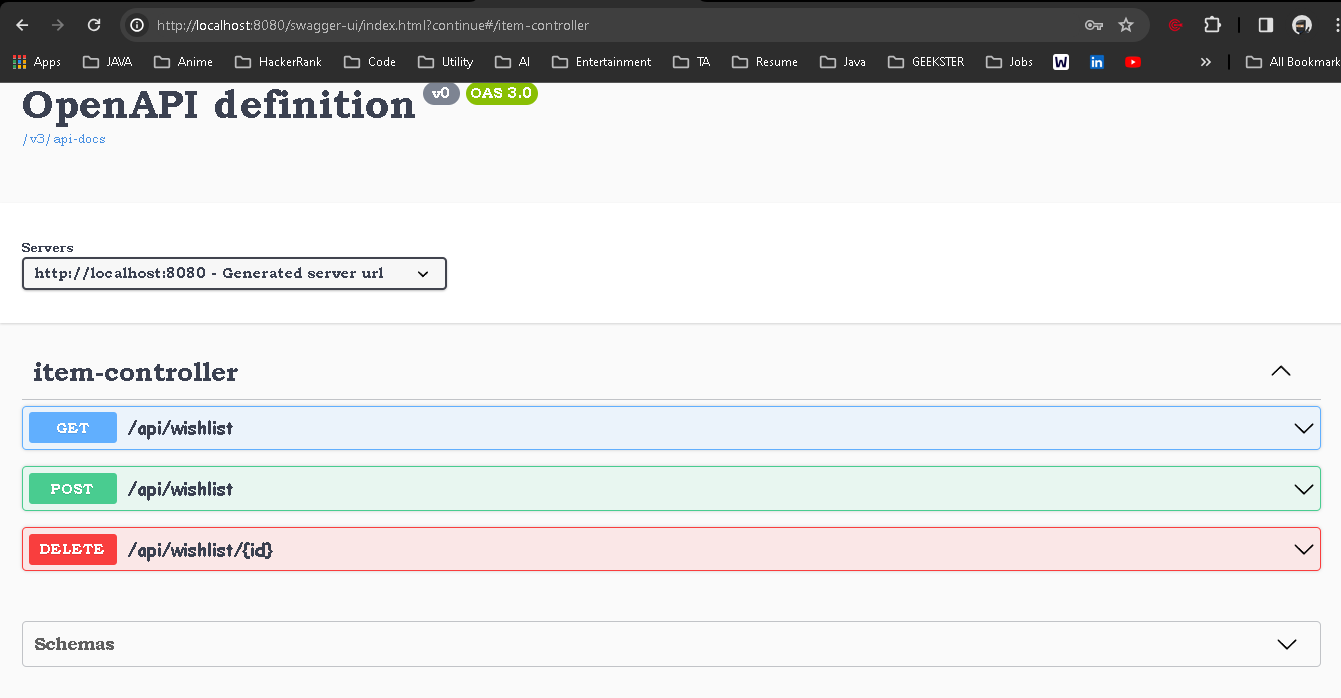 http://localhost:8080/swagger-ui/index.html?continue#/item-controller
Apps JAVA Anime HackerRank Code Utility AI Entertainment TA Resume Java GEEKSTER Jobs W in » All Bookmark
OpenAPI definition v0 OAS 3.0
/v3/api-docs
Servers
http://localhost:8080 - Generated server url
item-controller
GET /api/wishlist
POST /api/wishlist
DELETE /api/wishlist/{id}
Schemas